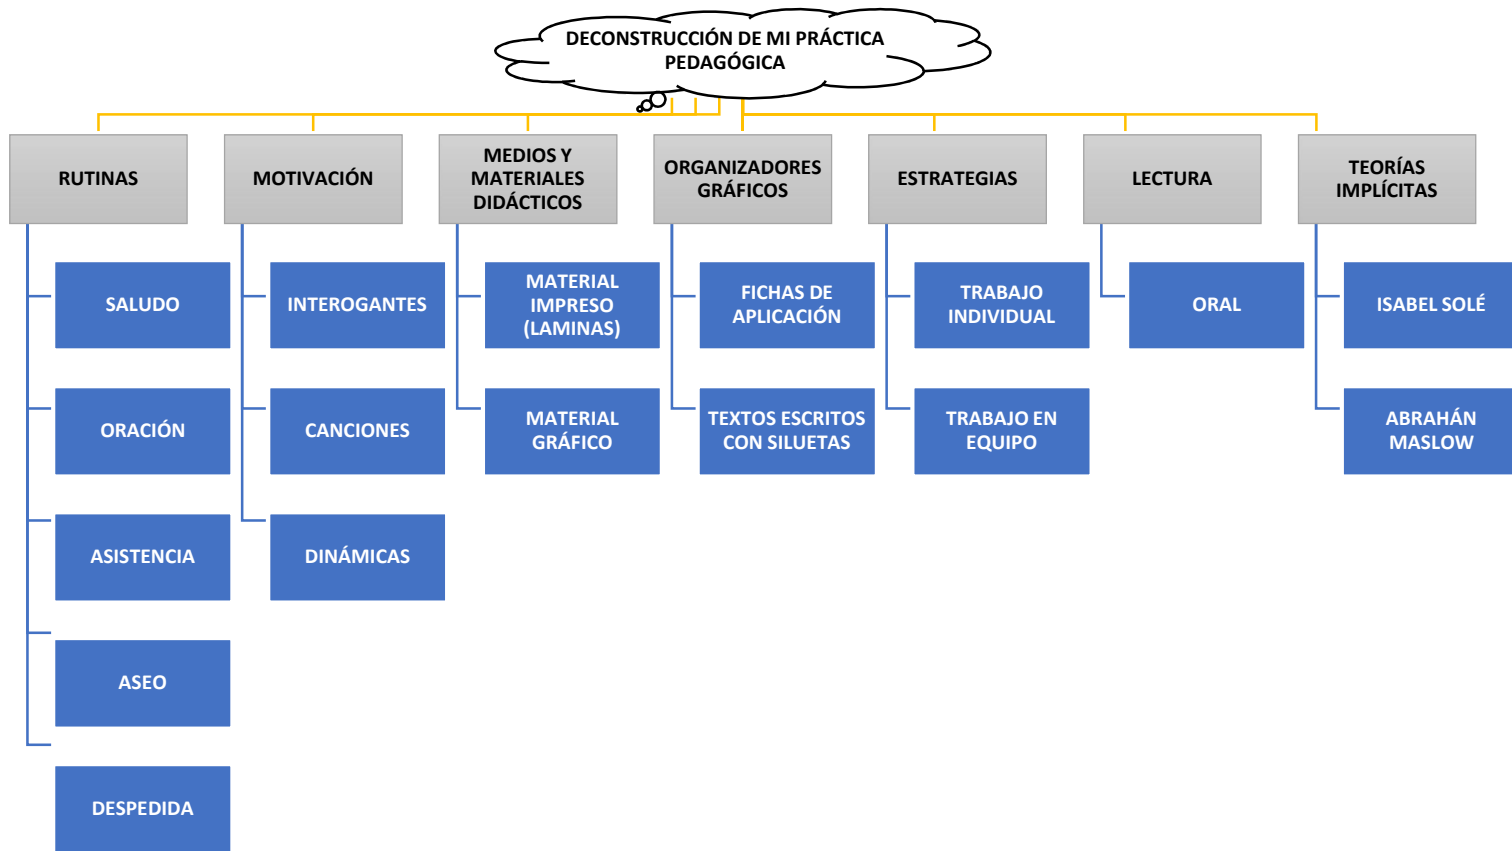 DECONSTRUCCIÓN DE MI PRÁCTICA
PEDAGÓGICA
RUTINAS
SALUDO
ORACIÓN
ASISTENCIA
ASEO
DESPEDIDA
MOTIVACIÓN
INTEROGANTES
CANCIONES
DINÁMICAS
MEDIOS Y
MATERIALES
DIDÁCTICOS
MATERIAL
IMPRESO
(LAMINAS)
MATERIAL
GRÁFICO
ORGANIZADORES
GRÁFICOS
FICHAS DE
APLICACIÓN
TEXTOS ESCRITOS
CON SILUETAS
ESTRATEGIAS
TRABAJO
INDIVIDUAL
TRABAJO EN
EQUIPO
LECTURA
ORAL
TEORÍAS
IMPLÍCITAS
ISABEL SOLÉ
ABRAHÁN
MASLOW